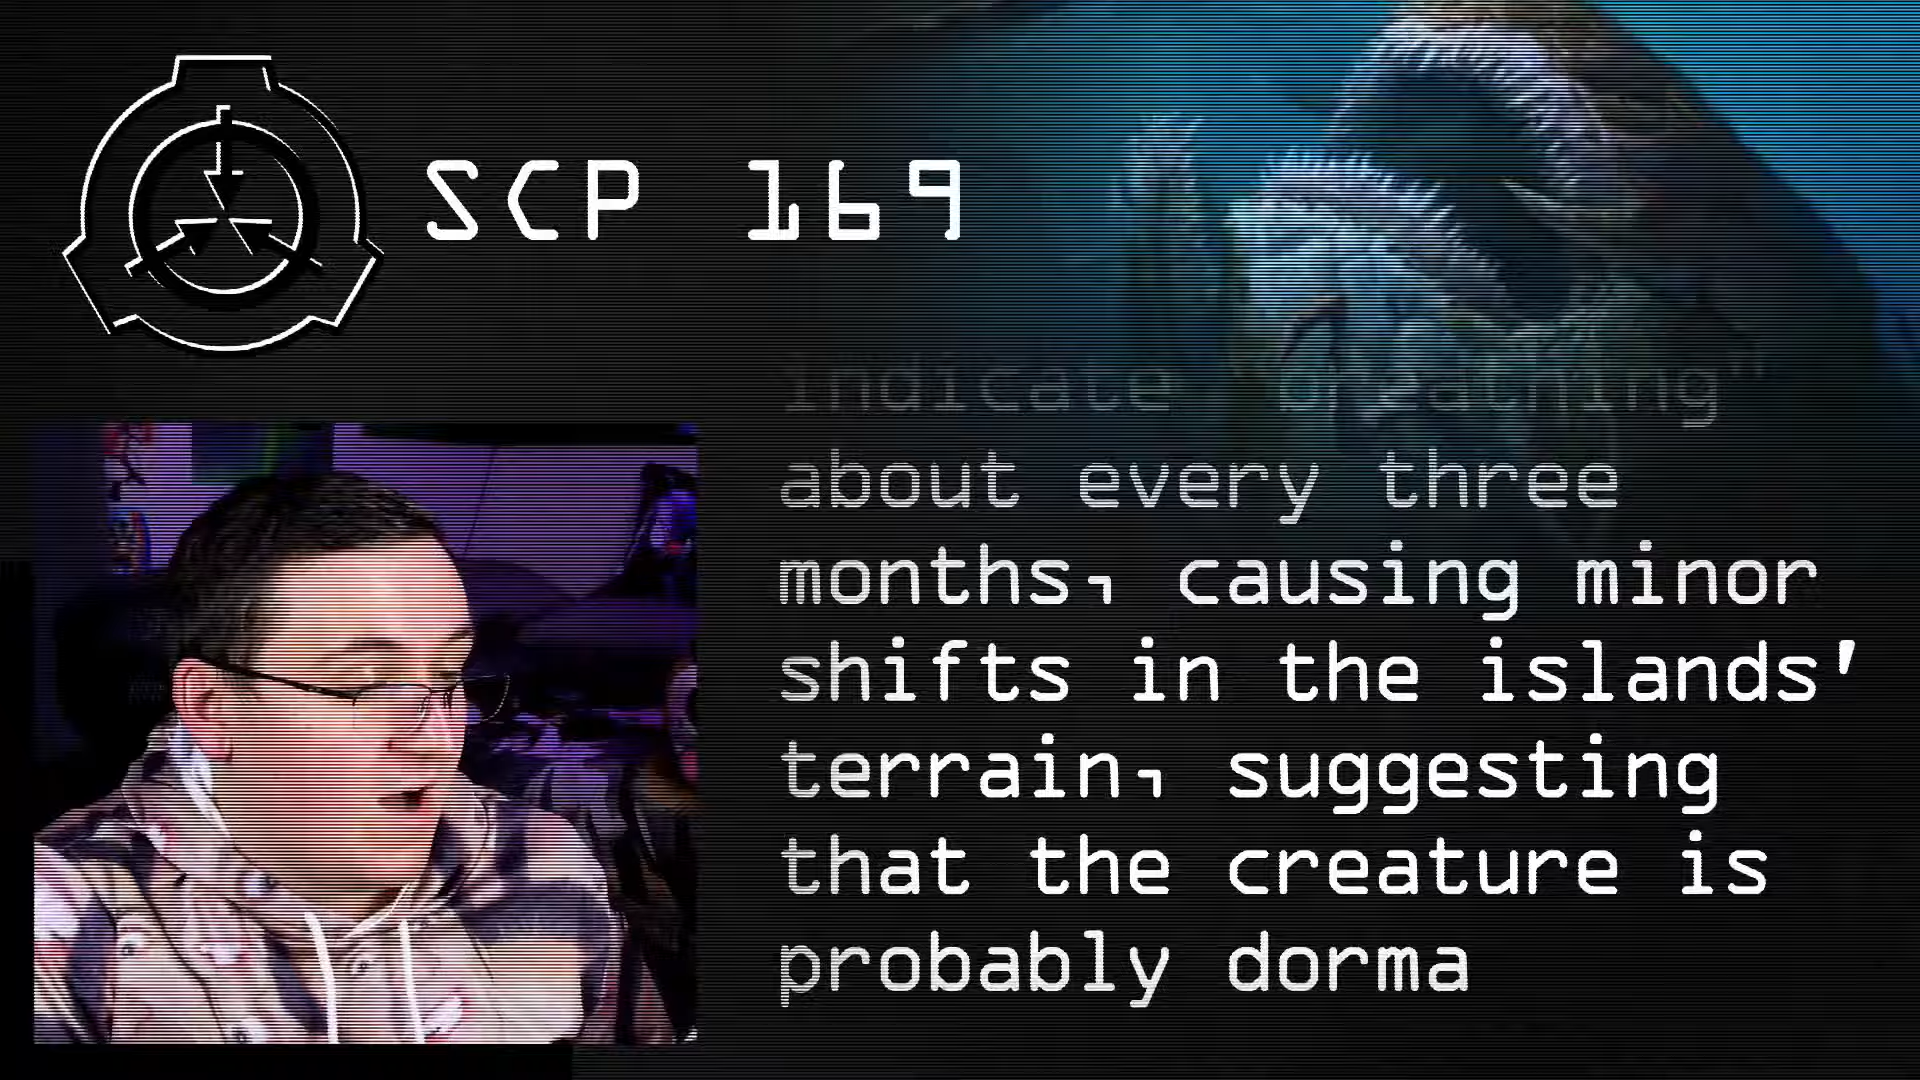 SCP 169
Indicate "breathing"
about every three
months, causing minor
shifts in the islands'
terrain, suggesting
that the creature is
probably dorma